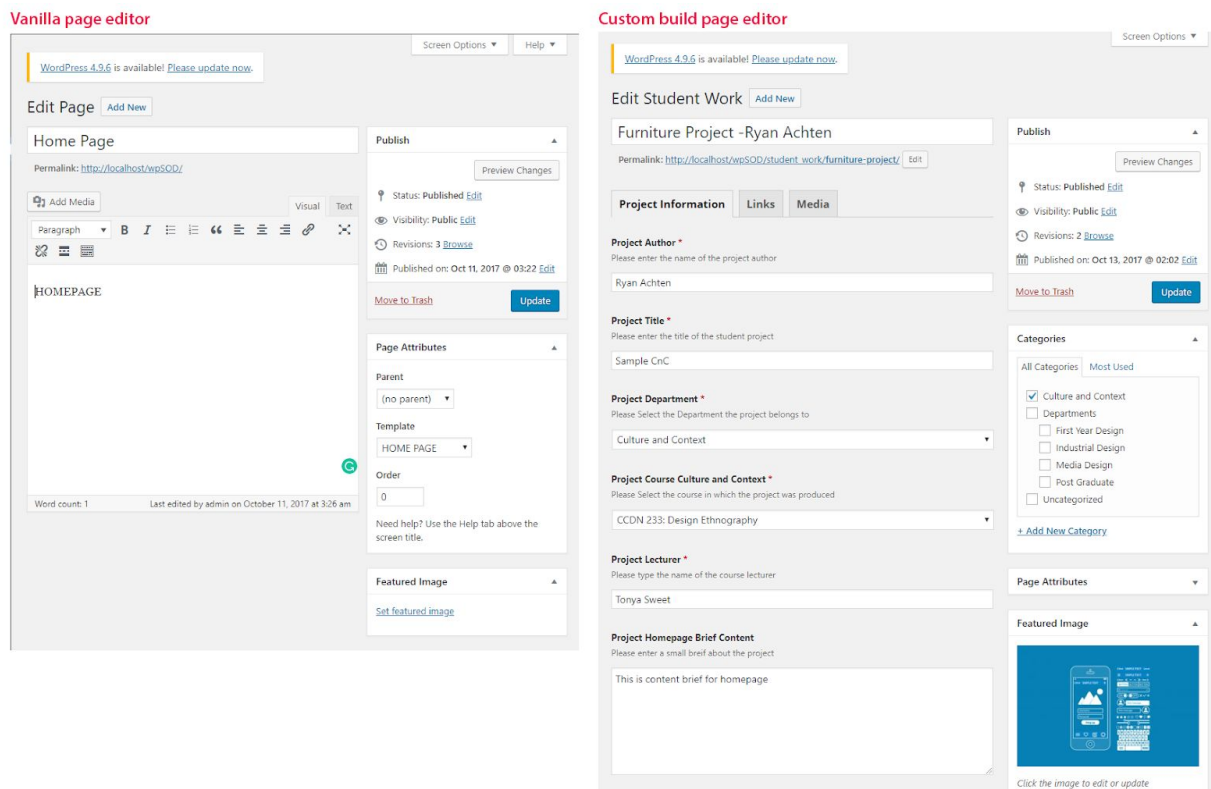 Vanilla page editor
Screen Options ▼ Help ▼
WordPress 4.9.6 is available! Please update now.
Edit Page Add New
Home Page
Permalink: http://localhost/wpSOD/
Add Media
Visual Text
Paragraph
HOMEPAGE
Word count: 1 Last edited by admin on October 11, 2017 at 3:26 am
Publish
Preview Changes
Status: Published Edit
Visibility: Public Edit
Revisions: 3 Browse
Published on: Oct 11, 2017 @ 03:22 Edit
Move to Trash Update
Page Attributes
Parent
(no parent)
Template
HOME PAGE
Order
0
Need help? Use the Help tab above the
screen title.
Featured Image
Set featured image
Custom build page editor
Screen Options ▼
WordPress 4.9.6 is available! Please update now.
Edit Student Work Add New
Furniture Project -Ryan Achten
Permalink: http://localhost/wpSOD/student_work/furniture-project/ Edit
Project Information Links Media
Project Author *
Please enter the name of the project author
Ryan Achten
Project Title *
Please enter the title of the student project
Sample CnC
Project Department *
Please Select the Department the project belongs to
Culture and Context
Project Course Culture and Context *
Please Select the course in which the project was produced
CCDN 233: Design Ethnography
Project Lecturer *
Please type the name of the course lecturer
Tonya Sweet
Project Homepage Brief Content
Please enter a small breif about the project
This is content brief for homepage
Publish
Preview Changes
Status: Published Edit
Visibility: Public Edit
Revisions: 2 Browse
Published on: Oct 13, 2017 @ 02:02 Edit
Move to Trash Update
Categories
All Categories Most Used
Culture and Context
Departments
First Year Design
Industrial Design
Media Design
Post Graduate
Uncategorized
+ Add New Category
Page Attributes
Featured Image
Click the image to edit or update